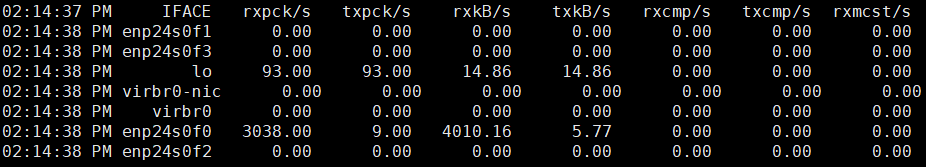 02:14:37 PM     IFACE   rxpck/s   txpck/s    rxkB/s    txkB/s   rxcmp/s   txcmp/s  rxmcst/s
02:14:38 PM enp24s0f1      0.00      0.00      0.00      0.00      0.00      0.00      0.00
02:14:38 PM enp24s0f3      0.00      0.00      0.00      0.00      0.00      0.00      0.00
02:14:38 PM        lo     93.00     93.00     14.86     14.86      0.00      0.00      0.00
02:14:38 PM virbr0-nic      0.00      0.00      0.00      0.00      0.00      0.00      0.00
02:14:38 PM    virbr0      0.00      0.00      0.00      0.00      0.00      0.00      0.00
02:14:38 PM enp24s0f0   3038.00      9.00   4010.16      5.77      0.00      0.00      0.00
02:14:38 PM enp24s0f2      0.00      0.00      0.00      0.00      0.00      0.00      0.00